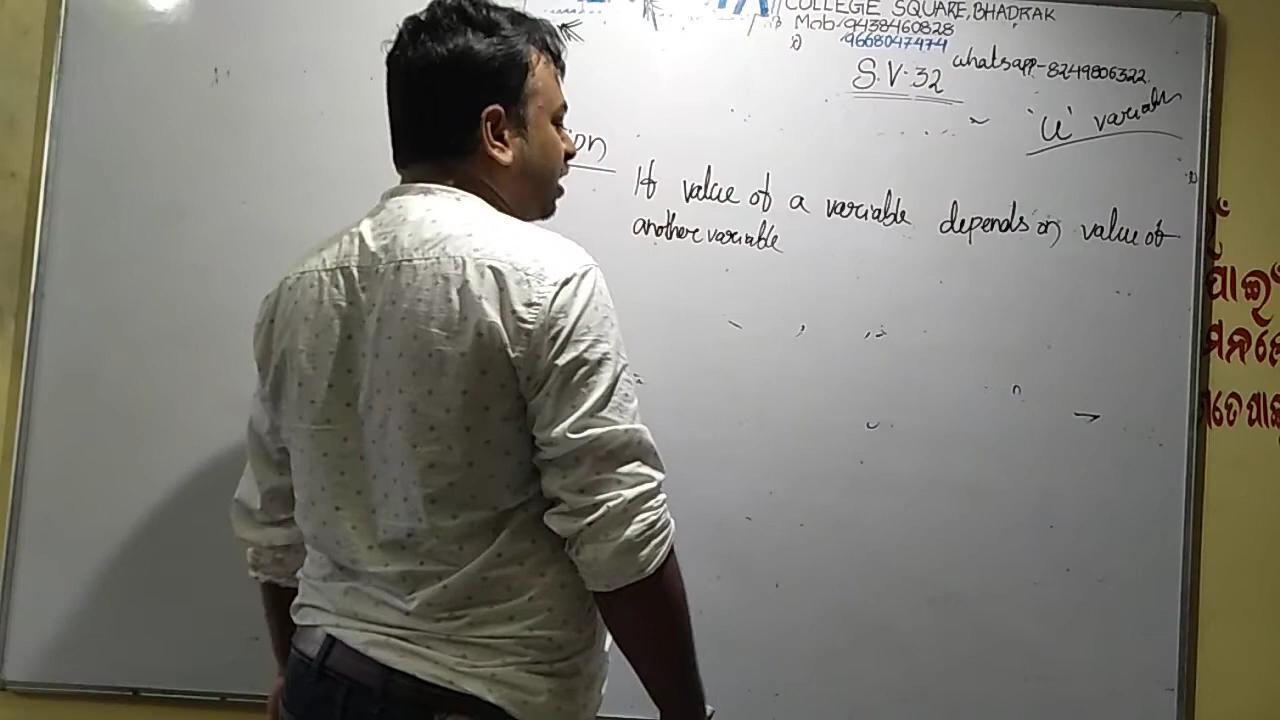 COLLEGE SQUARE, BHADRAK
Mob-9438460828
9668047474
whatsapp-8249806322
S.V.32
'U' variable
If value of a variable depends on value of
another variable
ପାଇଁ